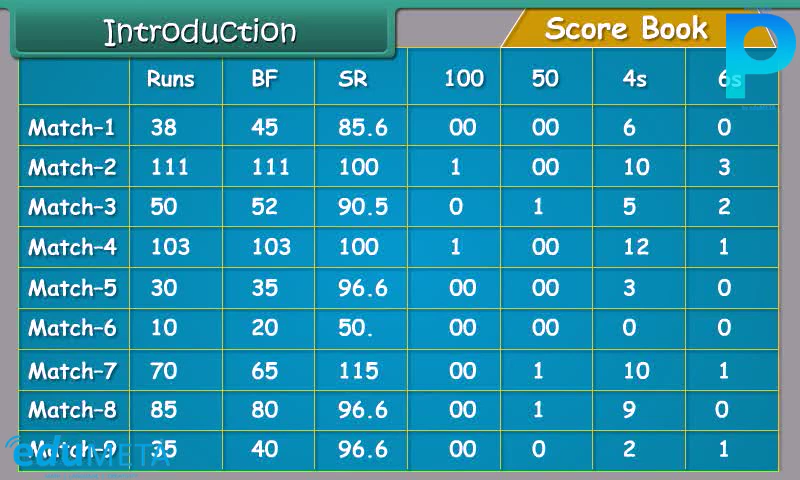 Introduction
Score Book
Runs BF SR 100 50 4s 6s
Match-1 38 45 85.6 00 00 6 0
Match-2 111 111 100 1 00 10 3
Match-3 50 52 90.5 0 1 5 2
Match-4 103 103 100 1 00 12 1
Match-5 30 35 96.6 00 00 3 0
Match-6 10 20 50. 00 00 0 0
Match-7 70 65 115 00 1 10 1
Match-8 85 80 96.6 00 1 9 0
Match-9 35 40 96.6 00 0 2 1
eduMETA